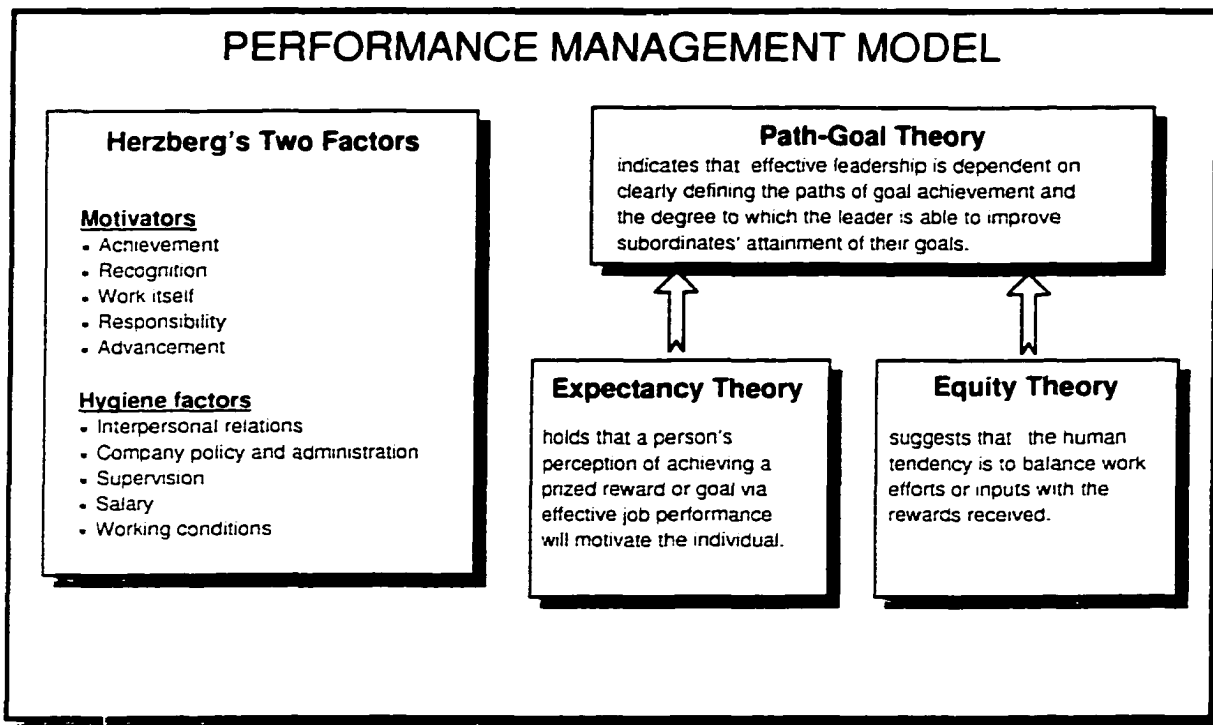 PERFORMANCE MANAGEMENT MODEL
Herzberg's Two Factors
Motivators
• Achievement
• Recognition
• Work itself
• Responsibility
• Advancement
Hygiene factors
• Interpersonal relations
• Company policy and administration
• Supervision
• Salary
• Working conditions
Path-Goal Theory
indicates that effective leadership is dependent on
clearly defining the paths of goal achievement and
the degree to which the leader is able to improve
subordinates' attainment of their goals.
Expectancy Theory
holds that a person's
perception of achieving a
prized reward or goal via
effective job performance
will motivate the individual.
Equity Theory
suggests that the human
tendency is to balance work
efforts or inputs with the
rewards received.